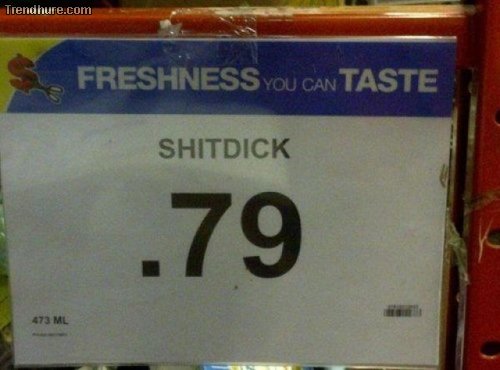 Trendhure.com
FRESHNESS YOU CAN TASTE
SHITDICK
.79
473 ML